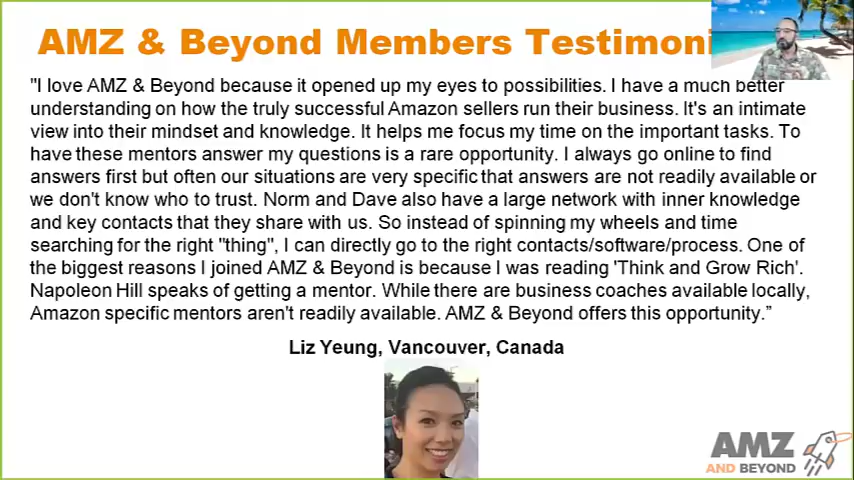 AMZ & Beyond Members Testimoni
"I love AMZ & Beyond because it opened up my eyes to possibilities. I have a much better
understanding on how the truly successful Amazon sellers run their business. It's an intimate
view into their mindset and knowledge. It helps me focus my time on the important tasks. To
have these mentors answer my questions is a rare opportunity. I always go online to find
answers first but often our situations are very specific that answers are not readily available or
we don't know who to trust. Norm and Dave also have a large network with inner knowledge
and key contacts that they share with us. So instead of spinning my wheels and time
searching for the right "thing", I can directly go to the right contacts/software/process. One of
the biggest reasons I joined AMZ & Beyond is because I was reading 'Think and Grow Rich'.
Napoleon Hill speaks of getting a mentor. While there are business coaches available locally,
Amazon specific mentors aren't readily available. AMZ & Beyond offers this opportunity.”
Liz Yeung, Vancouver, Canada
AMZ
AND BEYOND